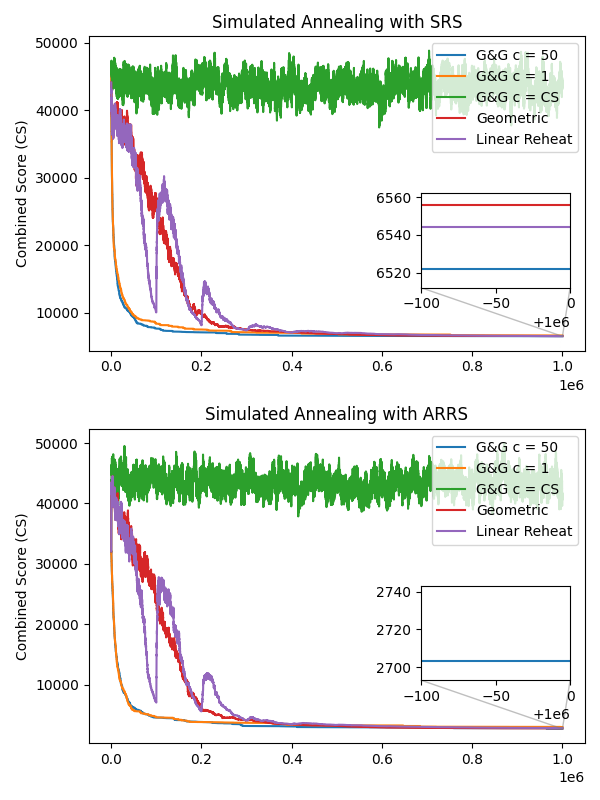 Simulated Annealing with SRS
50000
40000
30000
20000
10000
Combined Score (CS)
G&G c = 50
G&G c = 1
G&G c = CS
Geometric
Linear Reheat
6560
6540
6520
−100
−50
0
+1e6
0.0
0.2
0.4
0.6
0.8
1.0
1e6
Simulated Annealing with ARRS
50000
40000
30000
20000
10000
Combined Score (CS)
G&G c = 50
G&G c = 1
G&G c = CS
Geometric
Linear Reheat
2740
2720
2700
−100
−50
0
+1e6
0.0
0.2
0.4
0.6
0.8
1.0
1e6